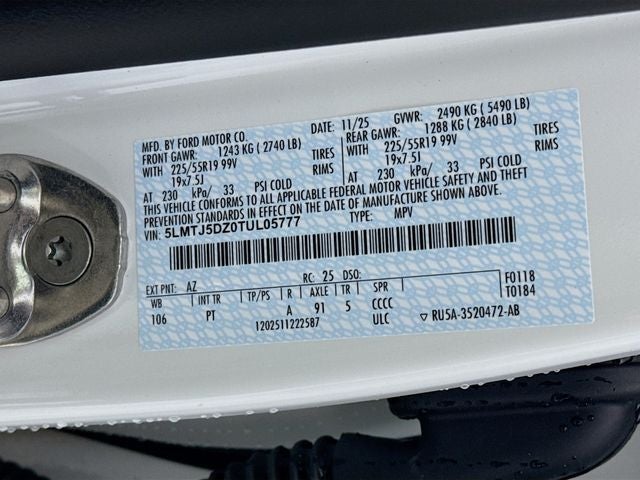 MFD. BY FORD MOTOR CO. DATE: 11/25 GVWR: 2490 KG ( 5490 LB)
FRONT GAWR: 1243 KG ( 2740 LB) REAR GAWR: 1288 KG ( 2840 LB)
WITH 225/55R19 99V TIRES WITH 225/55R19 99V TIRES
19x7.5J RIMS 19x7.5J RIMS
AT 230 kPa/ 33 PSI COLD AT 230 kPa/ 33 PSI COLD
THIS VEHICLE CONFORMS TO ALL APPLICABLE FEDERAL MOTOR VEHICLE SAFETY AND THEFT
PREVENTION STANDARDS IN EFFECT ON THE DATE OF MANUFACTURE SHOWN ABOVE.
VIN: 5LMTJ5DZ0TUL05777 TYPE: MPV
EXT PNT: AZ RC: 25 DSO: F0118
WB INT TR TP/PS R AXLE TR SPR T0184
106 PT A 91 5 CCCC
1202511222587 ULC ▽ RU5A-3520472-AB